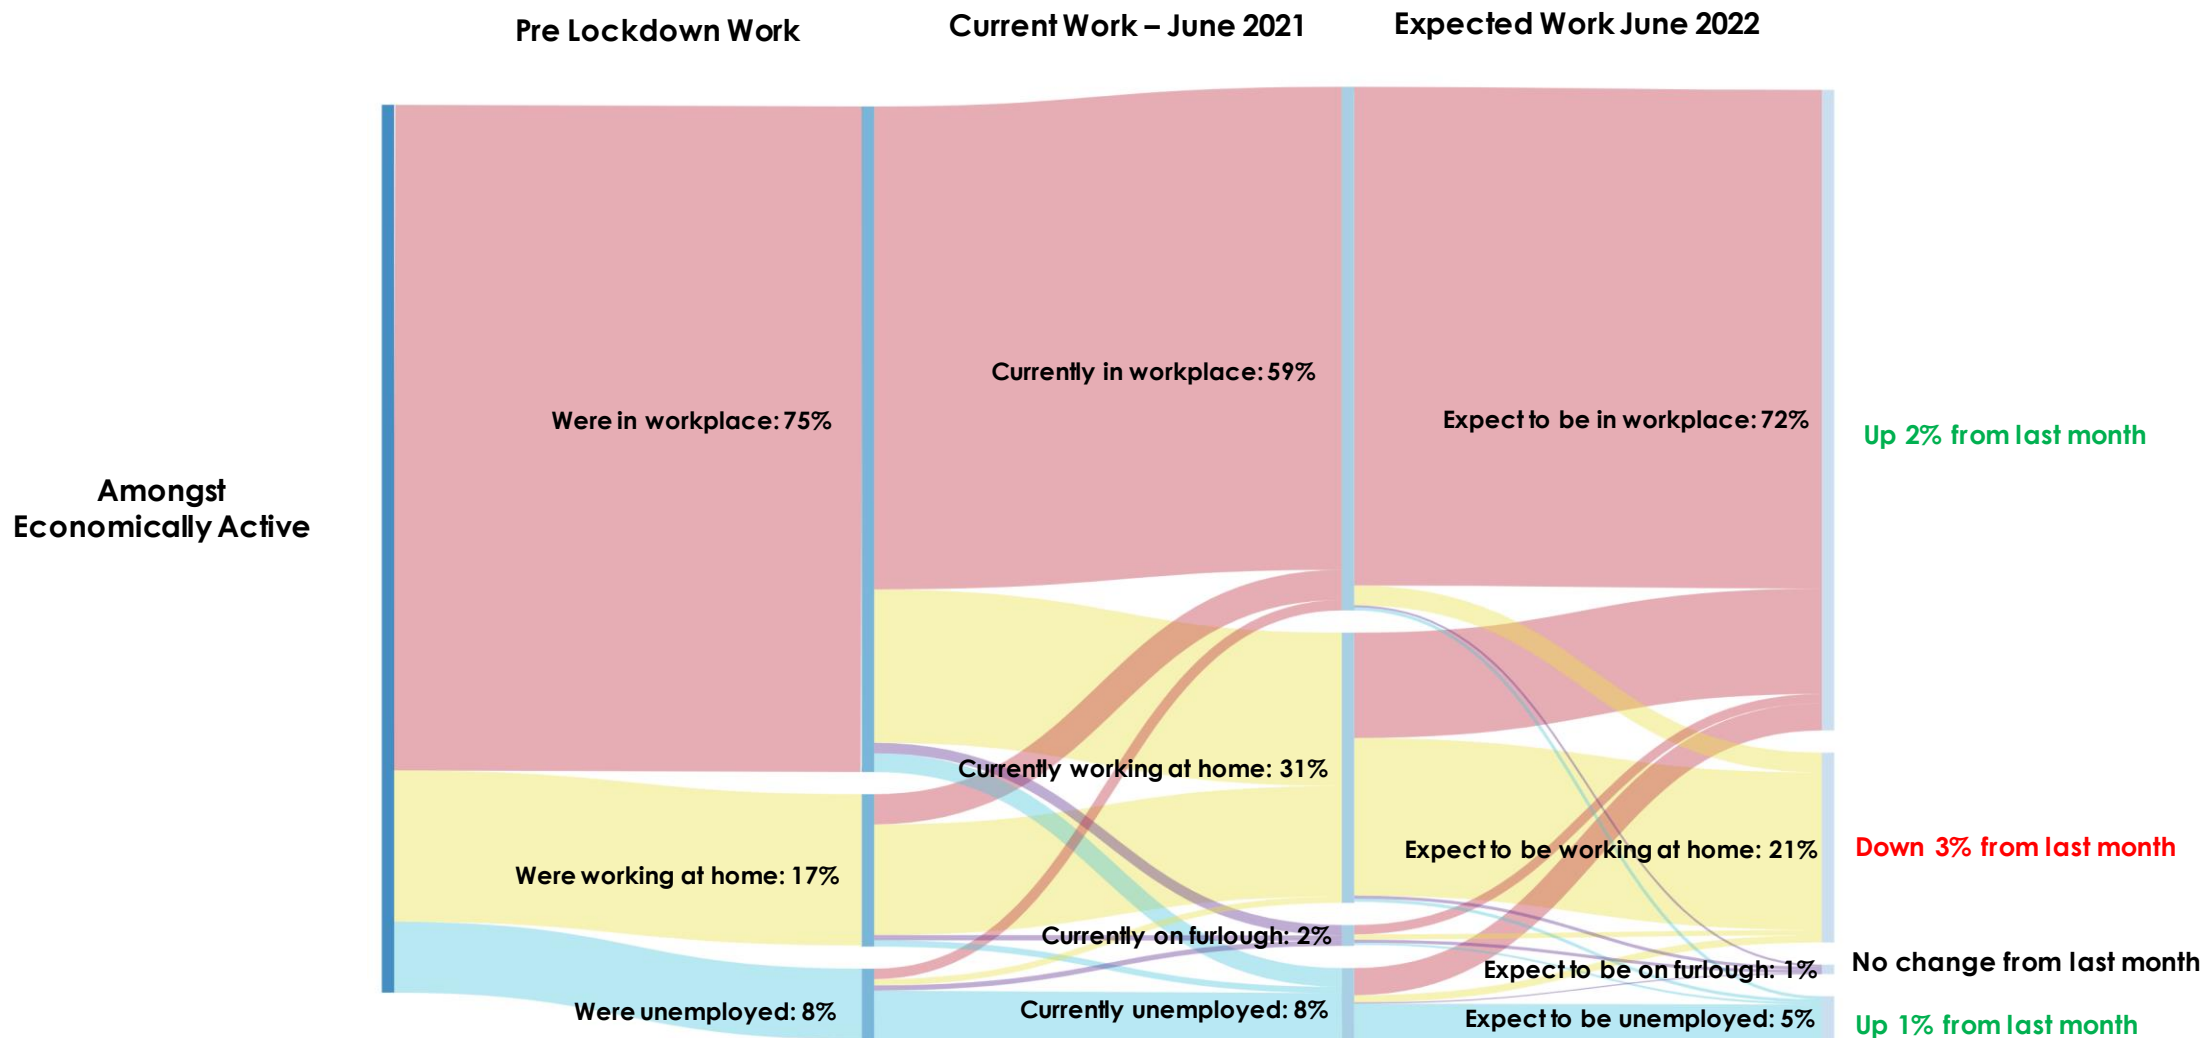 Pre Lockdown Work
Current Work – June 2021
Expected Work June 2022
Amongst
Economically Active
Were in workplace: 75%
Currently in workplace: 59%
Expect to be in workplace: 72%
Up 2% from last month
Were working at home: 17%
Currently working at home: 31%
Expect to be working at home: 21%
Down 3% from last month
Currently on furlough: 2%
Expect to be on furlough: 1%
No change from last month
Were unemployed: 8%
Currently unemployed: 8%
Expect to be unemployed: 5%
Up 1% from last month